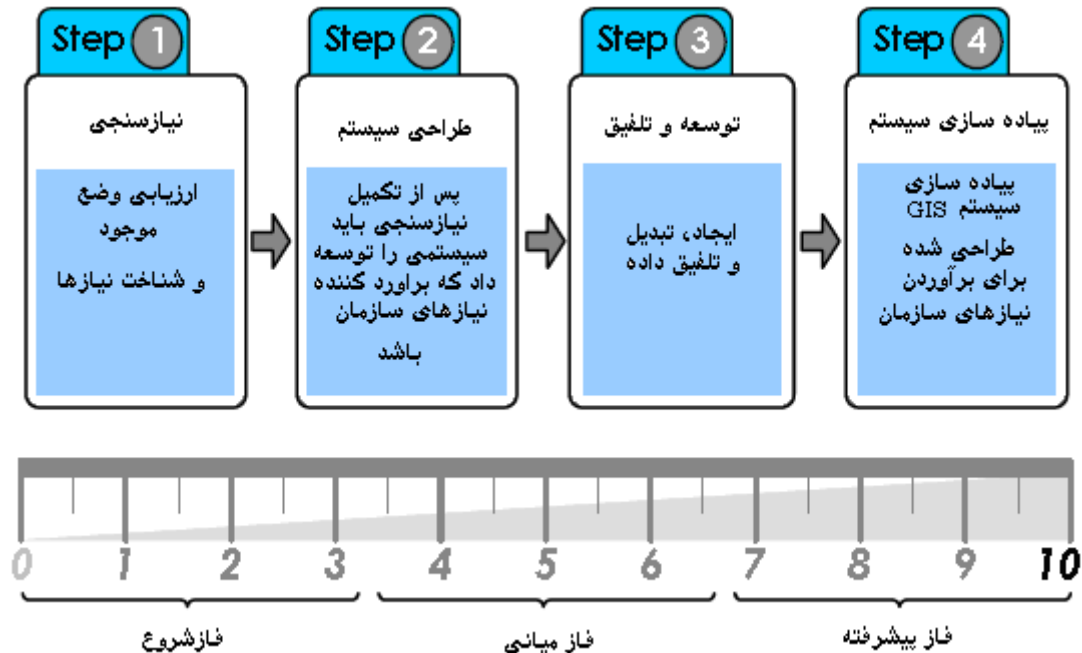 Step 1
نیازسنجی
ارزیابی وضع
موجود
و شناخت نیازها
Step 2
طراحی سیستم
پس از تکمیل
نیازسنجی باید
سیستمی را توسعه
داد که براورد کننده
نیازهای سازمان
باشد
Step 3
توسعه و تلفیق
ایجاد، تبدیل
و تلفیق داده
Step 4
پیاده سازی سیستم
پیاده سازی
سیستم GIS
طراحی شده
برای برآوردن
نیازهای سازمان
0 1 2 3 4 5 6 7 8 9 10
فازشروع
فاز میانی
فاز پیشرفته